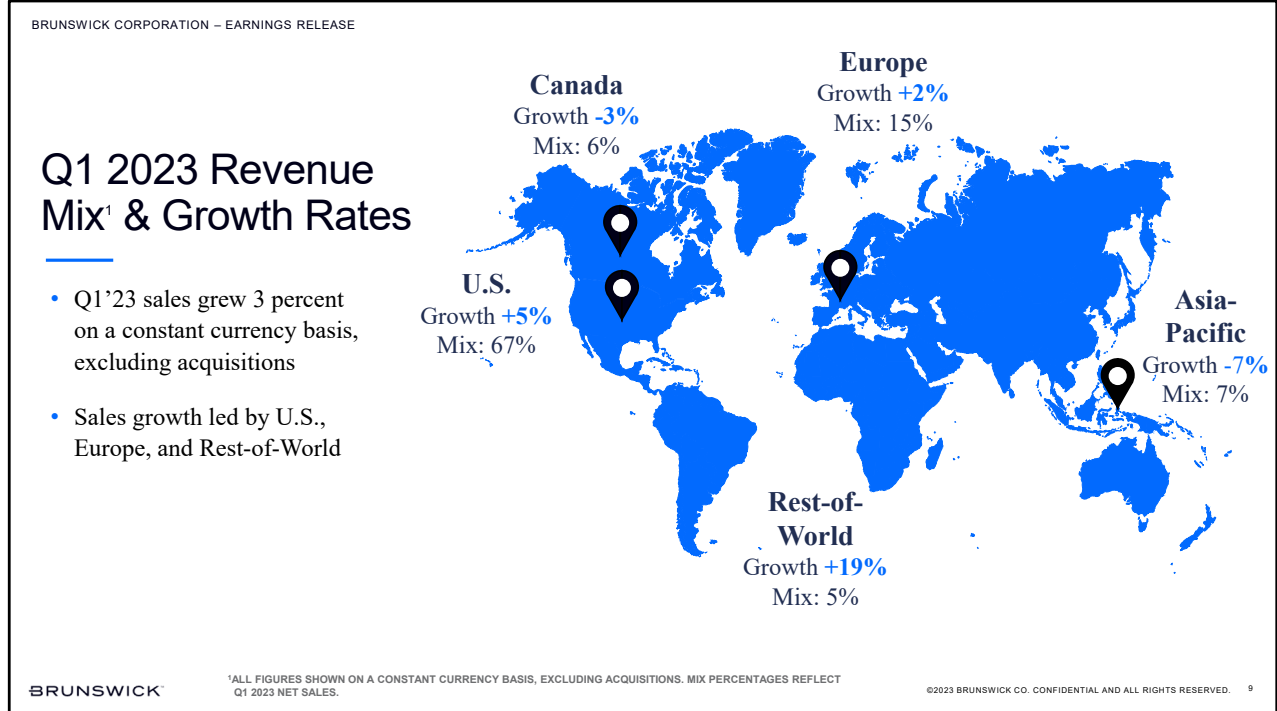 BRUNSWICK CORPORATION – EARNINGS RELEASE
Q1 2023 Revenue
Mix¹ & Growth Rates
• Q1’23 sales grew 3 percent
on a constant currency basis,
excluding acquisitions
• Sales growth led by U.S.,
Europe, and Rest-of-World
Canada
Growth -3%
Mix: 6%
Europe
Growth +2%
Mix: 15%
U.S.
Growth +5%
Mix: 67%
Asia-
Pacific
Growth -7%
Mix: 7%
Rest-of-
World
Growth +19%
Mix: 5%
BRUNSWICK
¹ALL FIGURES SHOWN ON A CONSTANT CURRENCY BASIS, EXCLUDING ACQUISITIONS. MIX PERCENTAGES REFLECT
Q1 2023 NET SALES.
©2023 BRUNSWICK CO. CONFIDENTIAL AND ALL RIGHTS RESERVED. 9